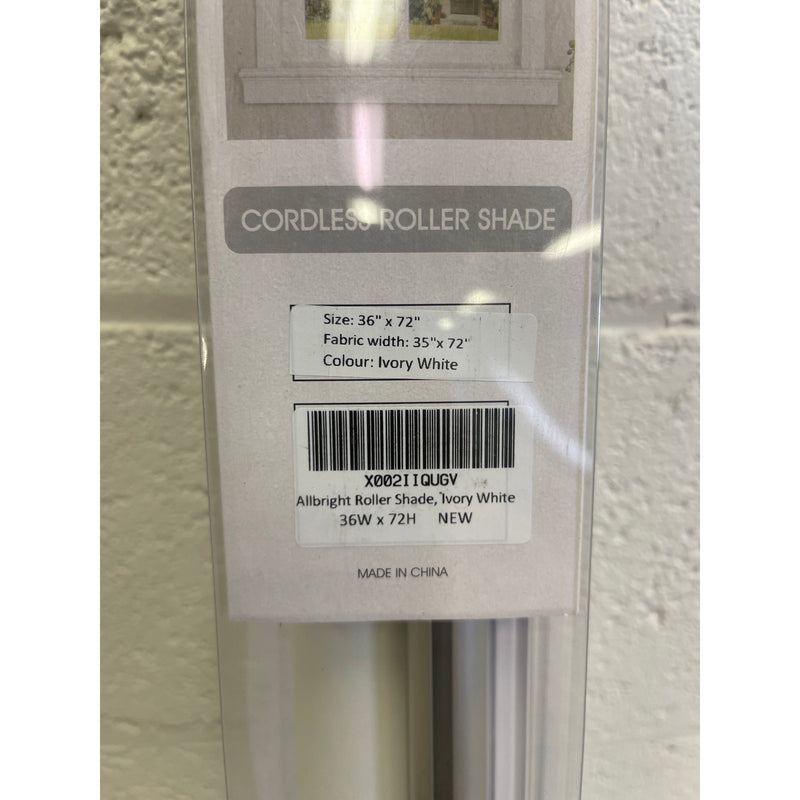 CORDLESS ROLLER SHADE
Size: 36" x 72"
Fabric width: 35"x 72"
Colour: Ivory White
X002IIQUGV
Allbright Roller Shade, Ivory White
36W x 72H NEW
MADE IN CHINA